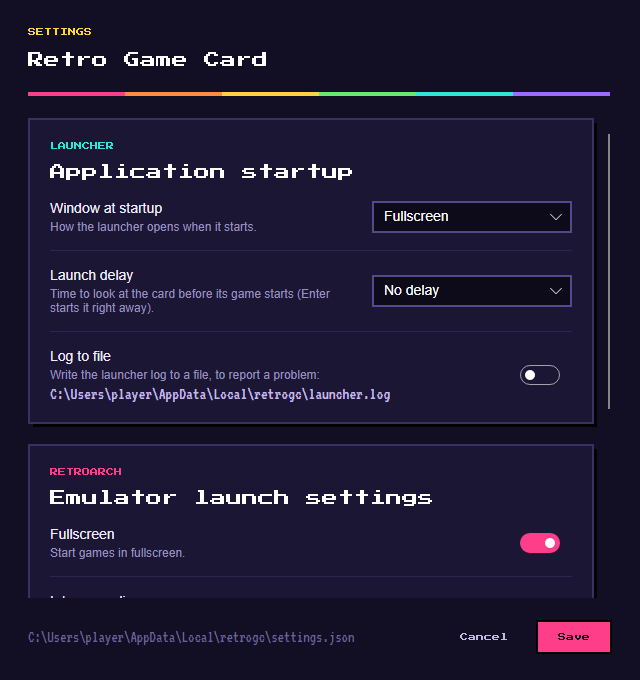 SETTINGS
Retro Game Card
LAUNCHER
Application startup
Window at startup
How the launcher opens when it starts.
Fullscreen
Launch delay
Time to look at the card before its game starts (Enter
starts it right away).
No delay
Log to file
Write the launcher log to a file, to report a problem:
C:\Users\player\AppData\Local\retrogc\launcher.log
RETROARCH
Emulator launch settings
Fullscreen
Start games in fullscreen.
C:\Users\player\AppData\Local\retrogc\settings.json
Cancel
Save